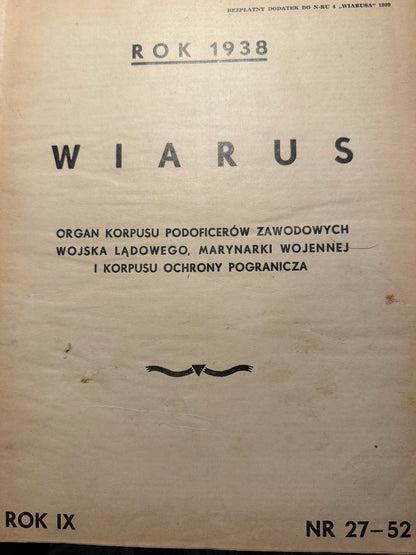 BEZPŁATNY DODATEK DO N-RU 4 „WIARUSA" 1939
ROK 1938
WIARUS
ORGAN KORPUSU PODOFICERÓW ZAWODOWYCH
WOJSKA LĄDOWEGO, MARYNARKI WOJENNEJ
I KORPUSU OCHRONY POGRANICZA
ROK IX
NR 27–52